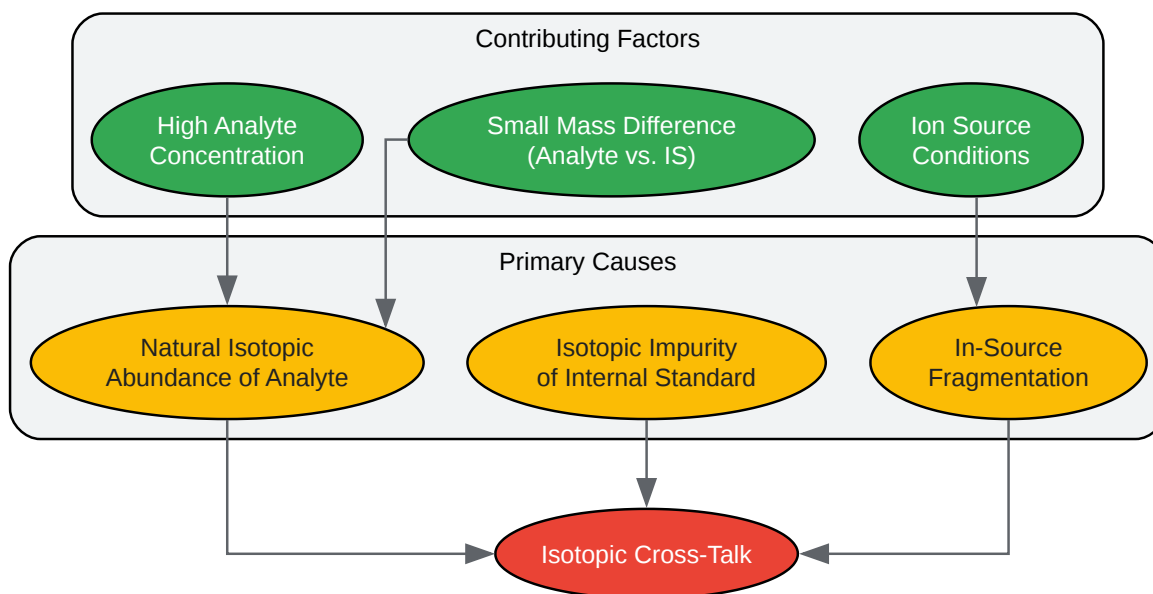 Contributing Factors
High Analyte
Concentration
Small Mass Difference
(Analyte vs. IS)
Ion Source
Conditions
Primary Causes
Natural Isotopic
Abundance of Analyte
Isotopic Impurity
of Internal Standard
In-Source
Fragmentation
Isotopic Cross-Talk